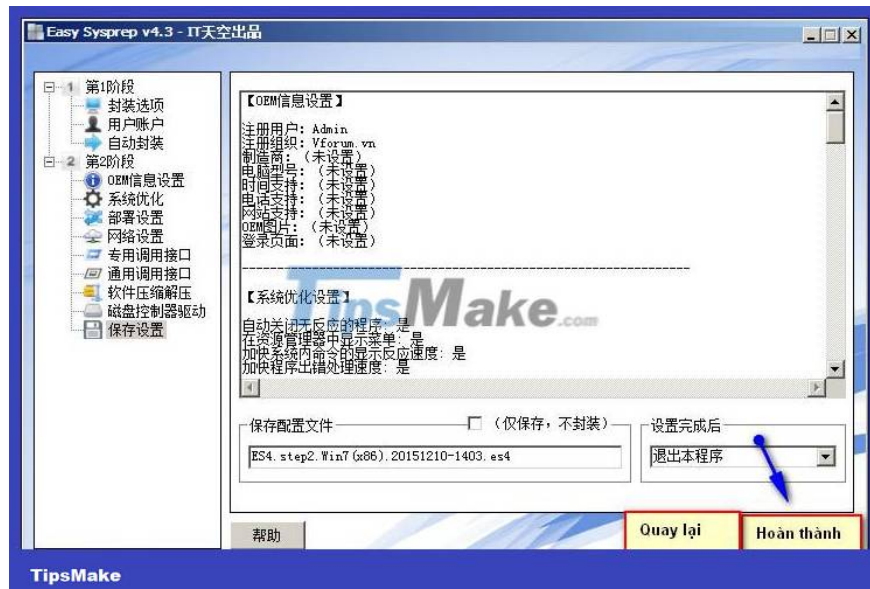 Easy Sysprep v4.3 - IT天空出品
1 第1阶段
封装选项
用户账户
自动封装
2 第2阶段
OEM信息设置
系统优化
部署设置
网络设置
专用调用接口
通用调用接口
软件压缩解压
磁盘控制器驱动
保存设置
【OEM信息设置】
注册用户: Admin
注册组织: Vforum.vn
制造商: (未设置)
电脑型号: (未设置)
时间支持: (未设置)
电话支持: (未设置)
网站支持: (未设置)
OEM图片: (未设置)
登录页面: (未设置)
--------------------------------------------------------------
【系统优化设置】
TipsMake.com
自动关闭无反应的程序: 是
在资源管理器中显示菜单: 是
加快系统内命令的显示反应速度: 是
加快程序出错处理速度: 是
保存配置文件
(仅保存，不封装)
设置完成后
ES4.step2.Win7(x86).20151210-1403.es4
退出本程序
帮助
Quay lại
Hoàn thành
TipsMake